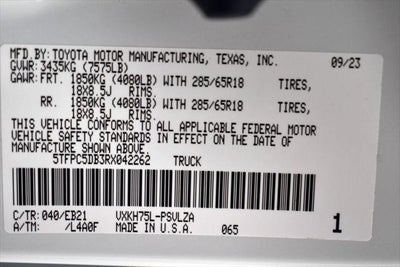 MFD.BY: TOYOTA MOTOR MANUFACTURING, TEXAS, INC. 09/23
GVWR: 3435KG (7575LB)
GAWR: FRT. 1850KG (4080LB) WITH 285/65R18 TIRES,
18X8.5J RIMS.
RR. 1850KG (4080LB) WITH 285/65R18 TIRES,
18X8.5J RIMS.
THIS VEHICLE CONFORMS TO ALL APPLICABLE FEDERAL MOTOR
VEHICLE SAFETY STANDARDS IN EFFECT ON THE DATE OF
MANUFACTURE SHOWN ABOVE.
5TFPC5DB3RX042262 TRUCK
C/TR: 040/EB21 VXKH75L-PSVLZA 1
A/TM: /L4A0F MADE IN U.S.A. 065